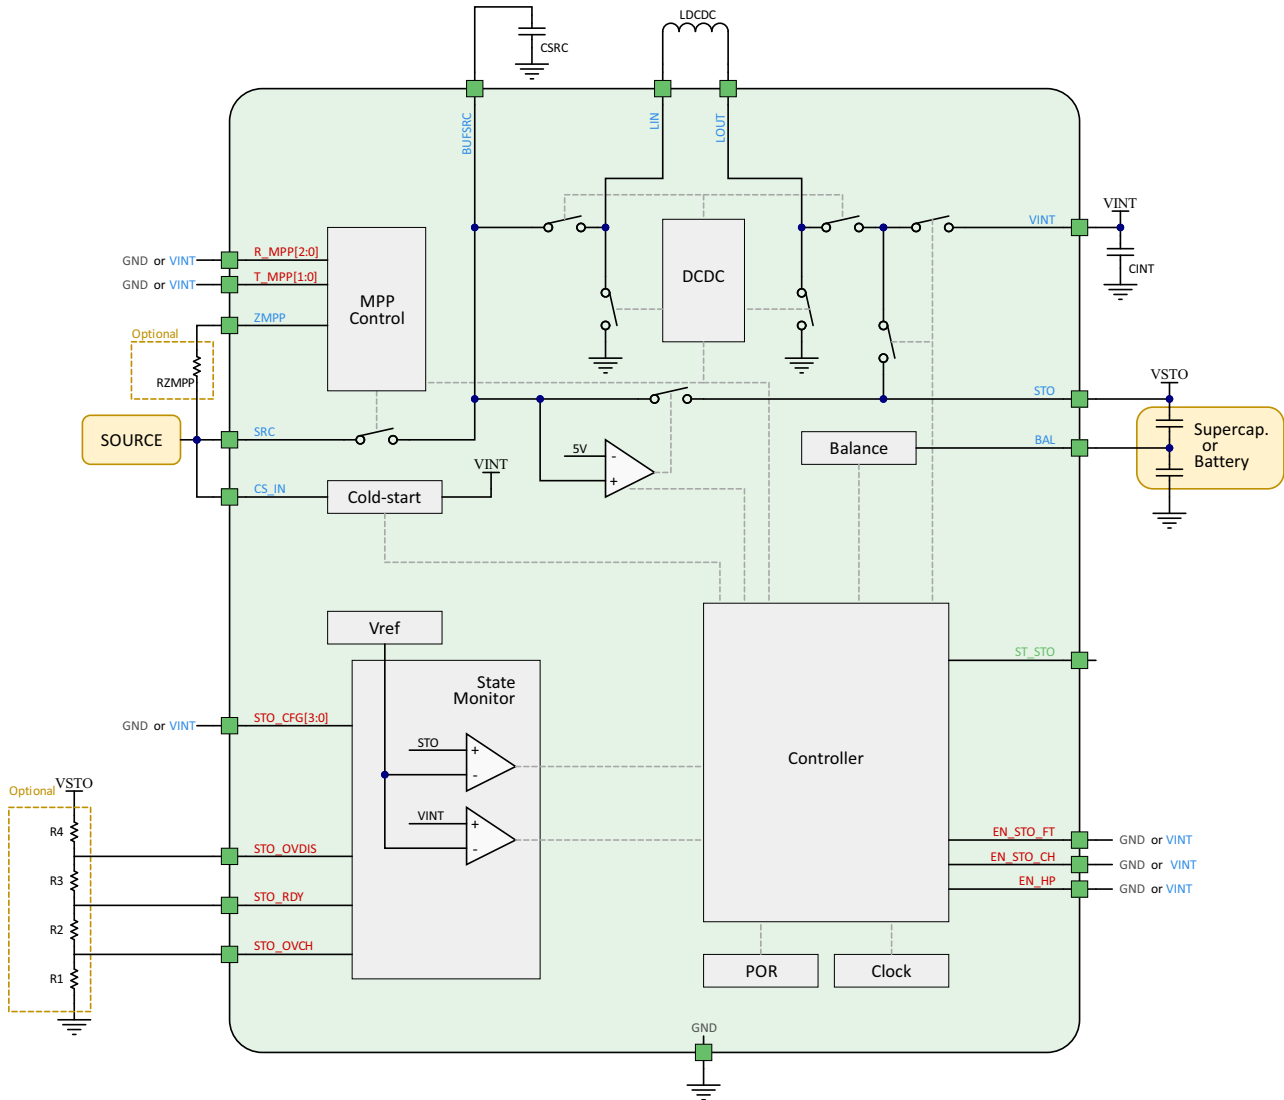 CSRC
LDCDC
BUFSRC
LIN
LOUT
VINT
VINT
CINT
R_MPP[2:0]
GND or VINT
T_MPP[1:0]
GND or VINT
MPP
Control
DCDC
ZMPP
Optional
RZMPP
SOURCE
SRC
STO
VSTO
Supercap.
or
Battery
BAL
Balance
5V
-
+
VINT
CS_IN
Cold-start
Vref
State
Monitor
STO_CFG[3:0]
GND or VINT
STO
+
-
VINT
+
-
Controller
ST_STO
Optional
VSTO
R4
STO_OVDIS
R3
STO_RDY
R2
STO_OVCH
R1
EN_STO_FT
GND or VINT
EN_STO_CH
GND or VINT
EN_HP
GND or VINT
POR
Clock
GND